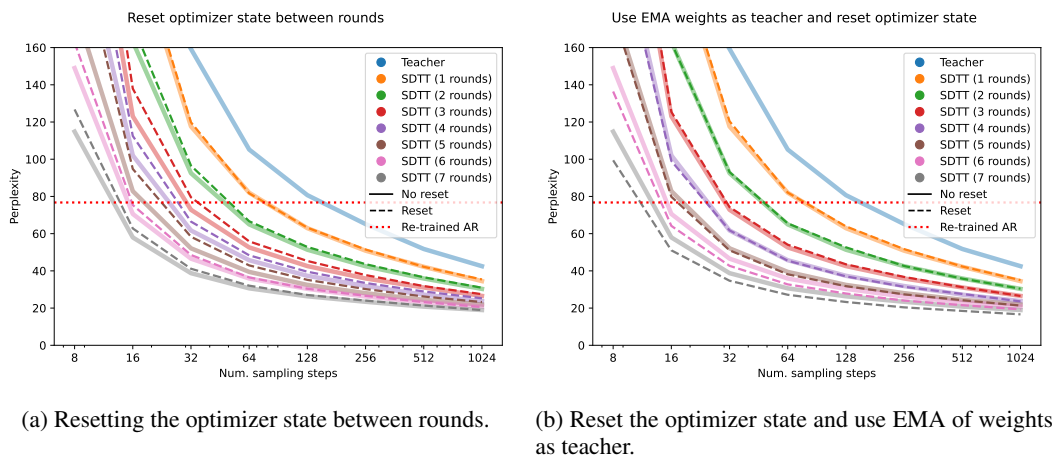 Reset optimizer state between rounds
160
140
120
100
80
60
40
20
0
Perplexity
8
16
32
64
128
256
512
1024
Num. sampling steps
Teacher
SDTT (1 rounds)
SDTT (2 rounds)
SDTT (3 rounds)
SDTT (4 rounds)
SDTT (5 rounds)
SDTT (6 rounds)
SDTT (7 rounds)
No reset
Reset
Re-trained AR
(a) Resetting the optimizer state between rounds.
Use EMA weights as teacher and reset optimizer state
160
140
120
100
80
60
40
20
0
Perplexity
8
16
32
64
128
256
512
1024
Num. sampling steps
Teacher
SDTT (1 rounds)
SDTT (2 rounds)
SDTT (3 rounds)
SDTT (4 rounds)
SDTT (5 rounds)
SDTT (6 rounds)
SDTT (7 rounds)
No reset
Reset
Re-trained AR
(b) Reset the optimizer state and use EMA of weights
as teacher.